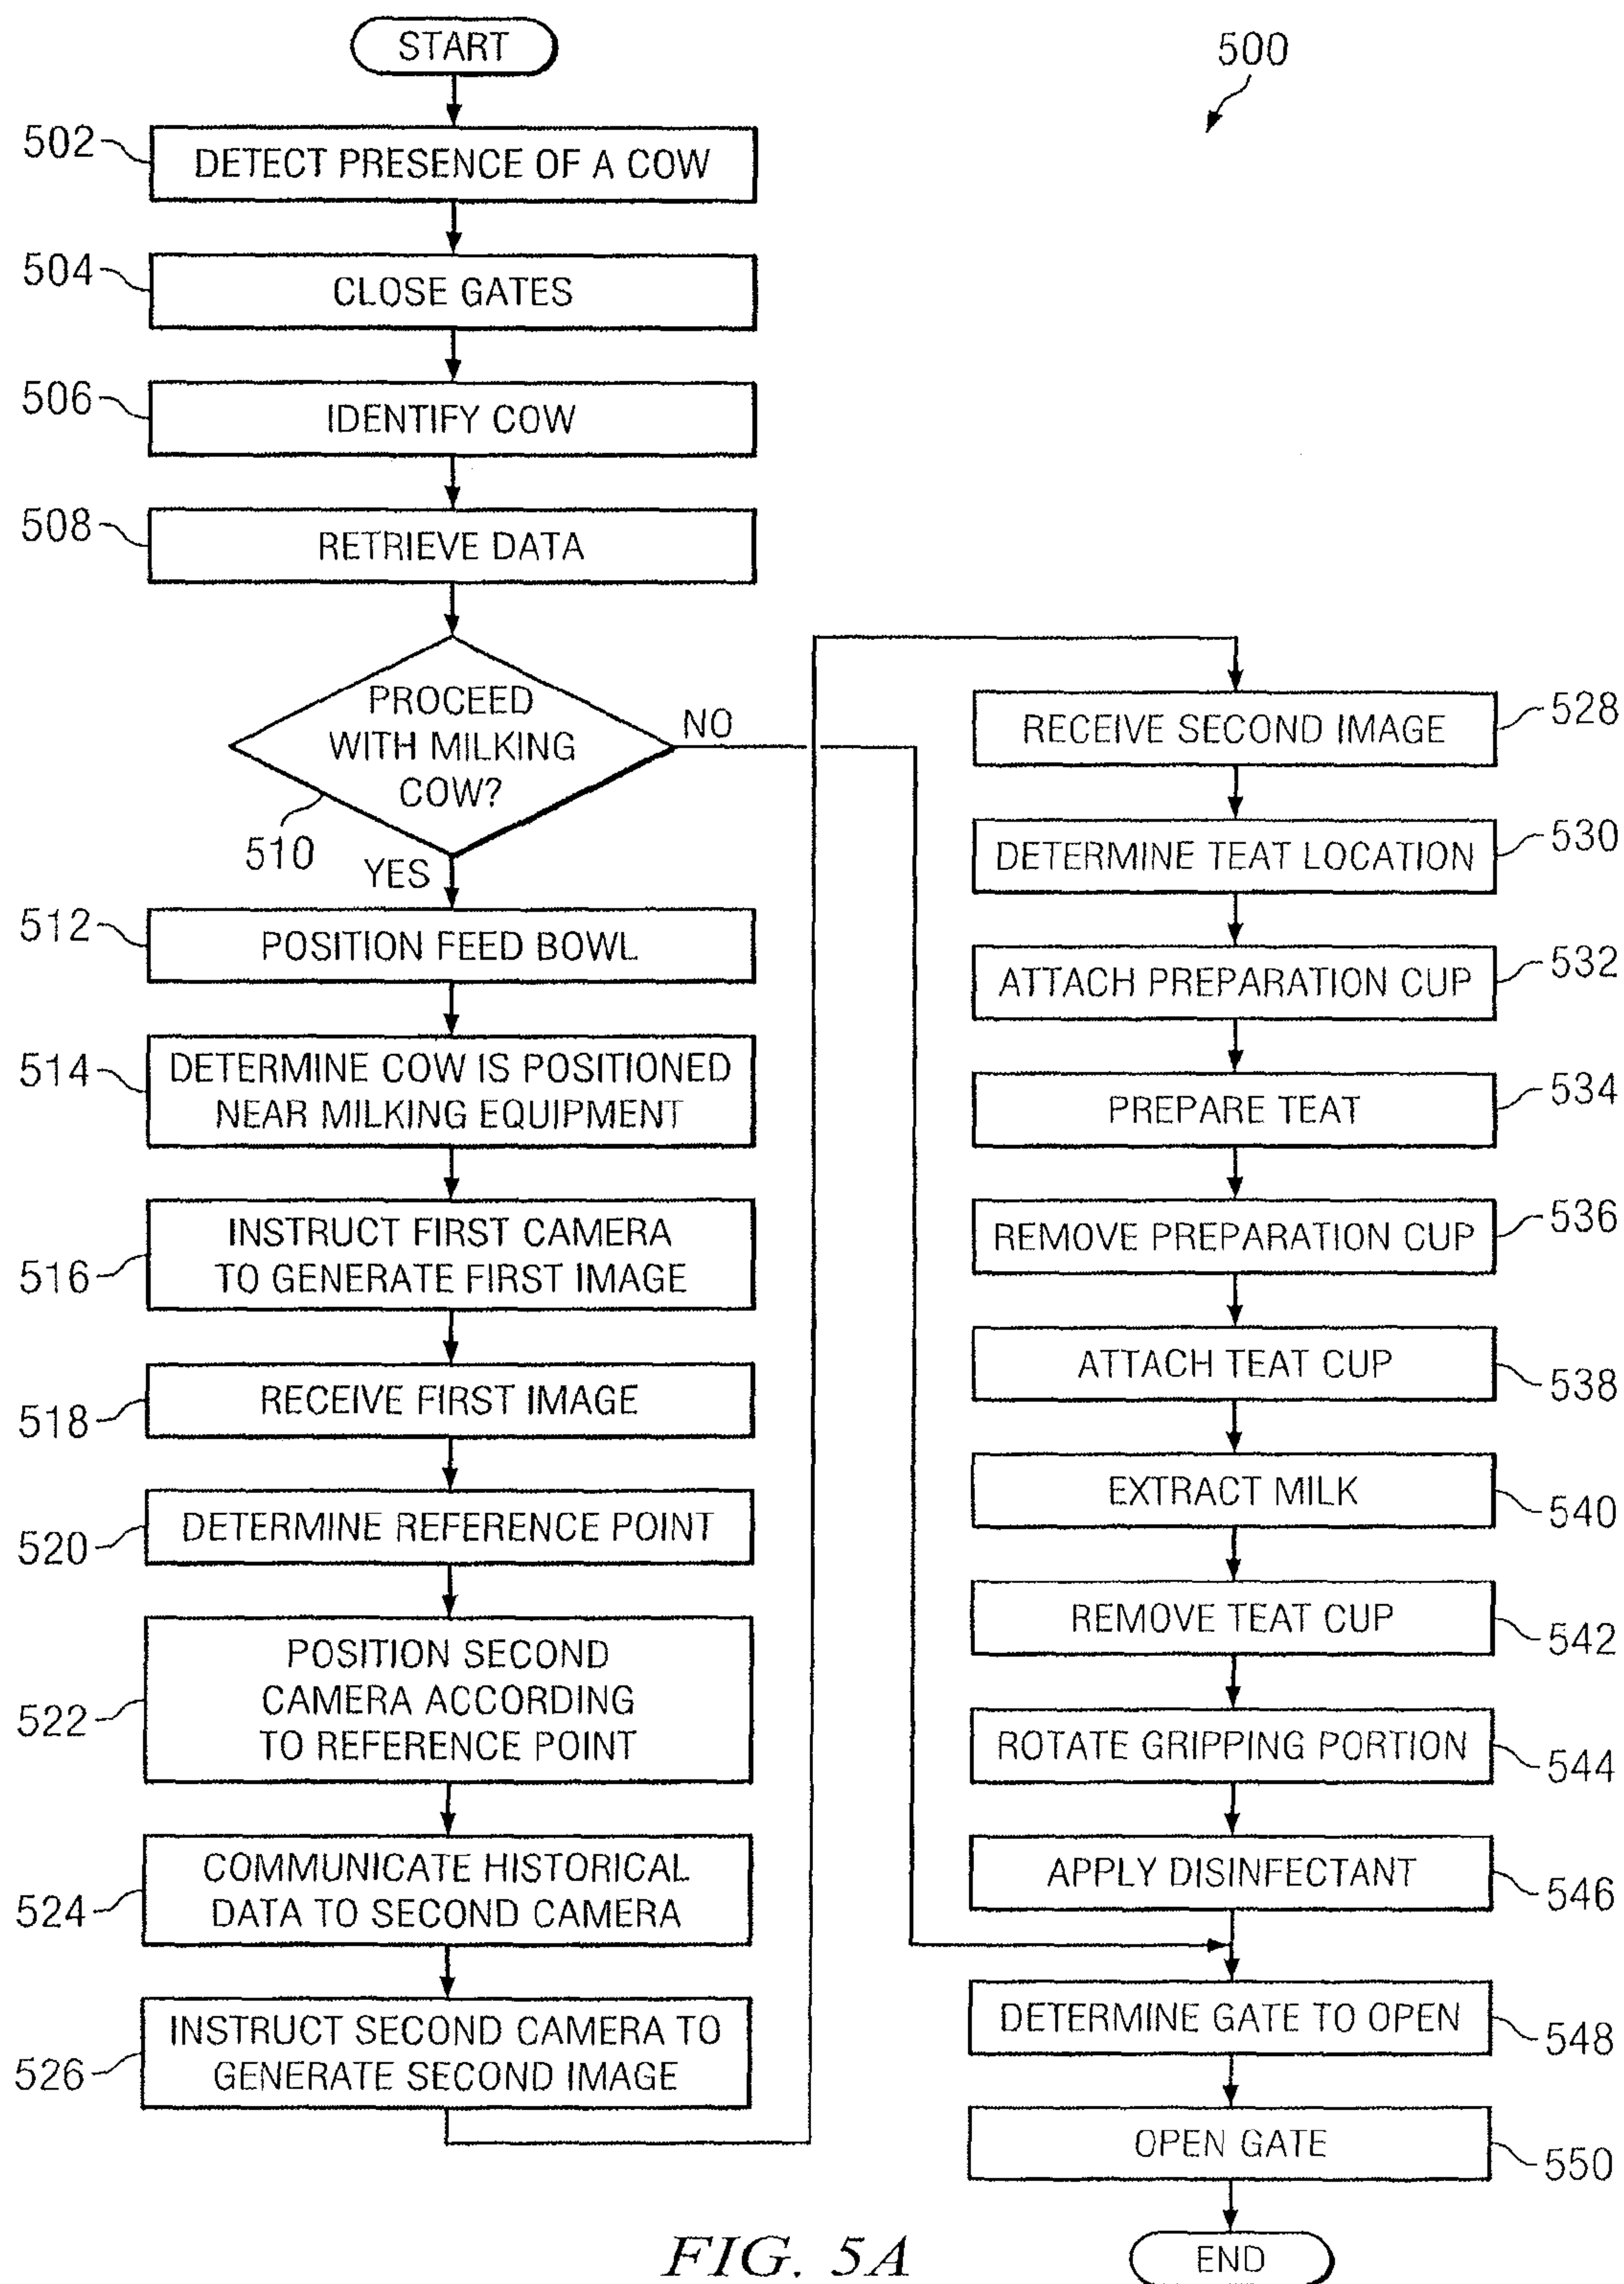 START
500
502
DETECT PRESENCE OF A COW
504
CLOSE GATES
506
IDENTIFY COW
508
RETRIEVE DATA
PROCEED
WITH MILKING
COW?
510
NO
YES
512
POSITION FEED BOWL
514
DETERMINE COW IS POSITIONED
NEAR MILKING EQUIPMENT
516
INSTRUCT FIRST CAMERA
TO GENERATE FIRST IMAGE
518
RECEIVE FIRST IMAGE
520
DETERMINE REFERENCE POINT
522
POSITION SECOND
CAMERA ACCORDING
TO REFERENCE POINT
524
COMMUNICATE HISTORICAL
DATA TO SECOND CAMERA
526
INSTRUCT SECOND CAMERA TO
GENERATE SECOND IMAGE
RECEIVE SECOND IMAGE
528
DETERMINE TEAT LOCATION
530
ATTACH PREPARATION CUP
532
PREPARE TEAT
534
REMOVE PREPARATION CUP
536
ATTACH TEAT CUP
538
EXTRACT MILK
540
REMOVE TEAT CUP
542
ROTATE GRIPPING PORTION
544
APPLY DISINFECTANT
546
DETERMINE GATE TO OPEN
548
OPEN GATE
550
END
FIG. 5A